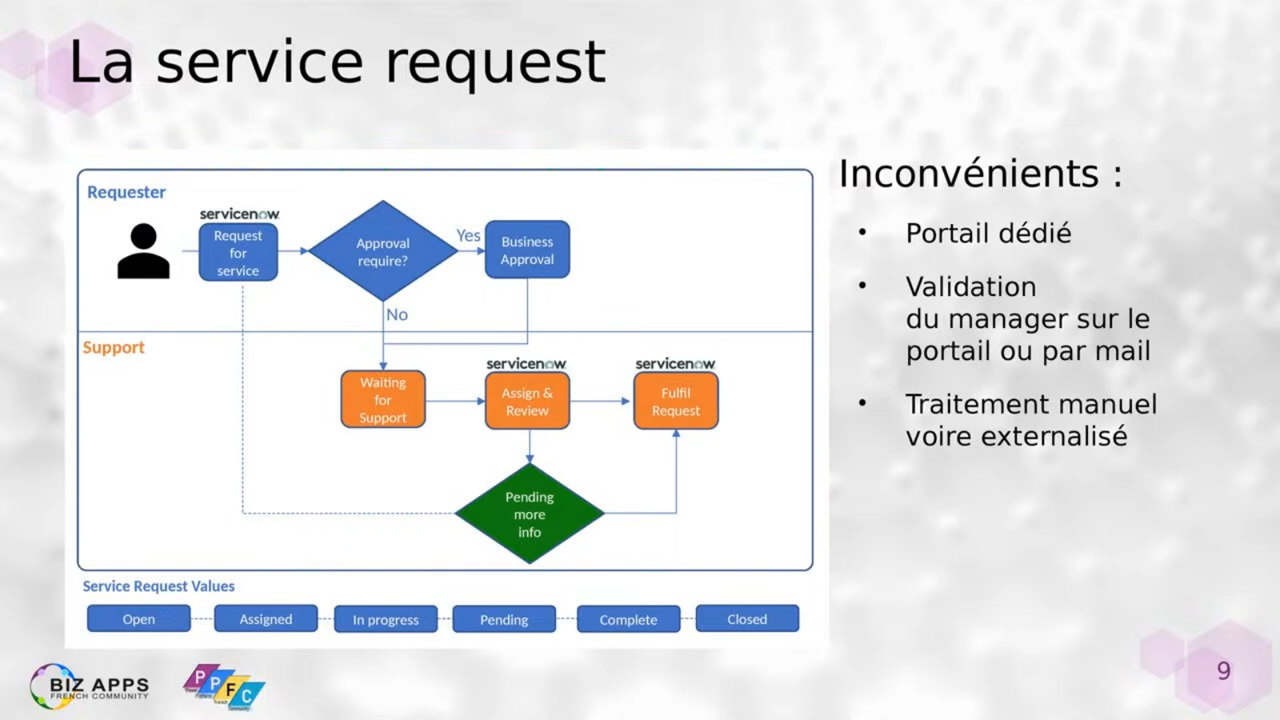 La service request
Requester
servicenow
Request
for
service
Approval
require?
Yes
Business
Approval
No
Support
Waiting
for
Support
servicenow
Assign &
Review
servicenow
Fulfil
Request
Pending
more
info
Service Request Values
Open
Assigned
In progress
Pending
Complete
Closed
Inconvénients :
• Portail dédié
• Validation
du manager sur le
portail ou par mail
• Traitement manuel
voire externalisé
BIZ APPS
FRENCH COMMUNITY
P P F C
9